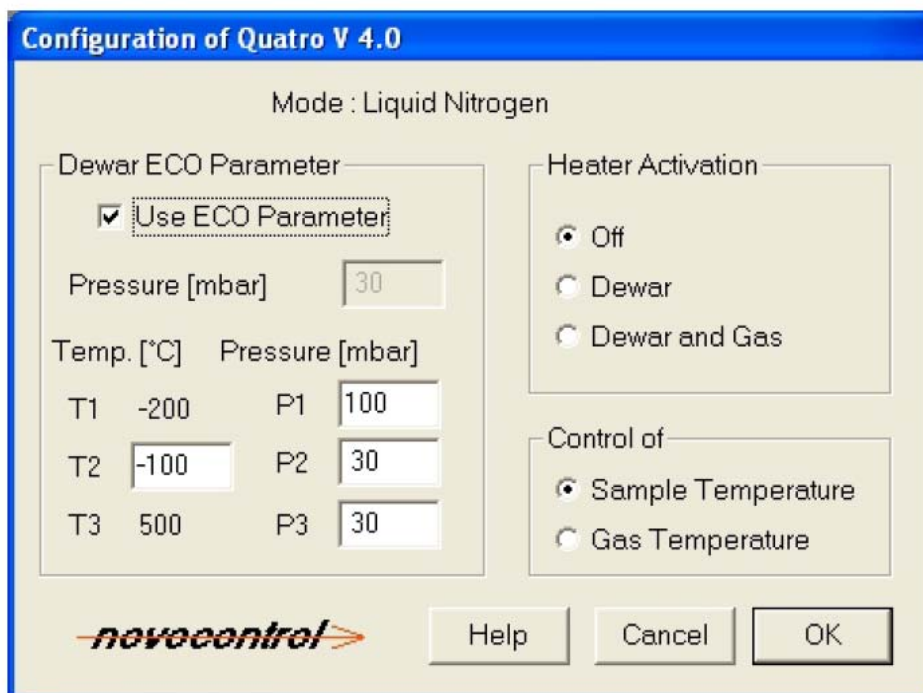 Configuration of Quatro V 4.0
Mode : Liquid Nitrogen
Dewar ECO Parameter
Use ECO Parameter
Pressure [mbar] 30
Temp. [°C] Pressure [mbar]
T1 -200 P1 100
T2 -100 P2 30
T3 500 P3 30
Heater Activation
Off
Dewar
Dewar and Gas
Control of
Sample Temperature
Gas Temperature
novocontrol
Help Cancel OK